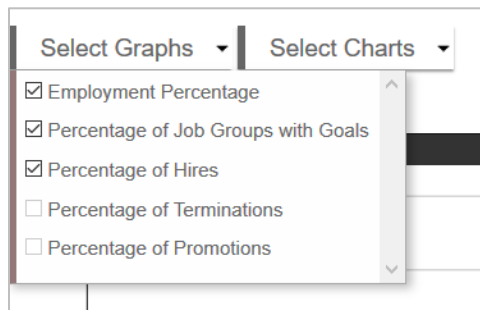 Select Graphs Select Charts
Employment Percentage
Percentage of Job Groups with Goals
Percentage of Hires
Percentage of Terminations
Percentage of Promotions